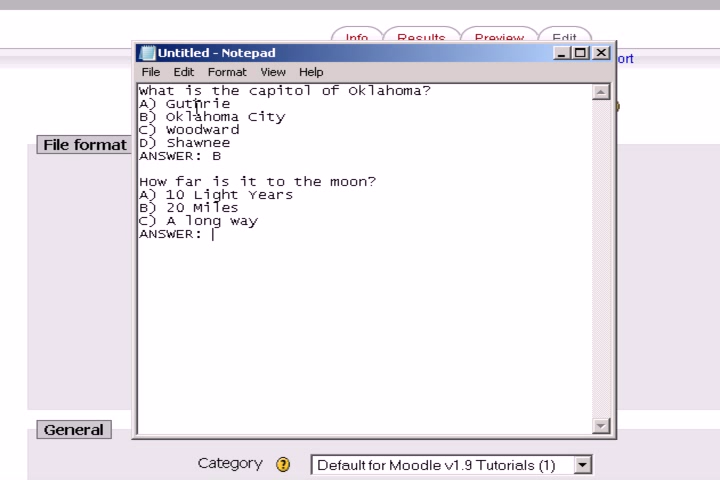 Info Results Preview Edit
Untitled - Notepad
ort
File Edit Format View Help
What is the capitol of Oklahoma?
A) Guthrie
B) Oklahoma City
C) Woodward
D) Shawnee
ANSWER: B
How far is it to the moon?
A) 10 Light Years
B) 20 Miles
C) A long way
ANSWER:
File format
General
Category ? Default for Moodle v1.9 Tutorials (1)